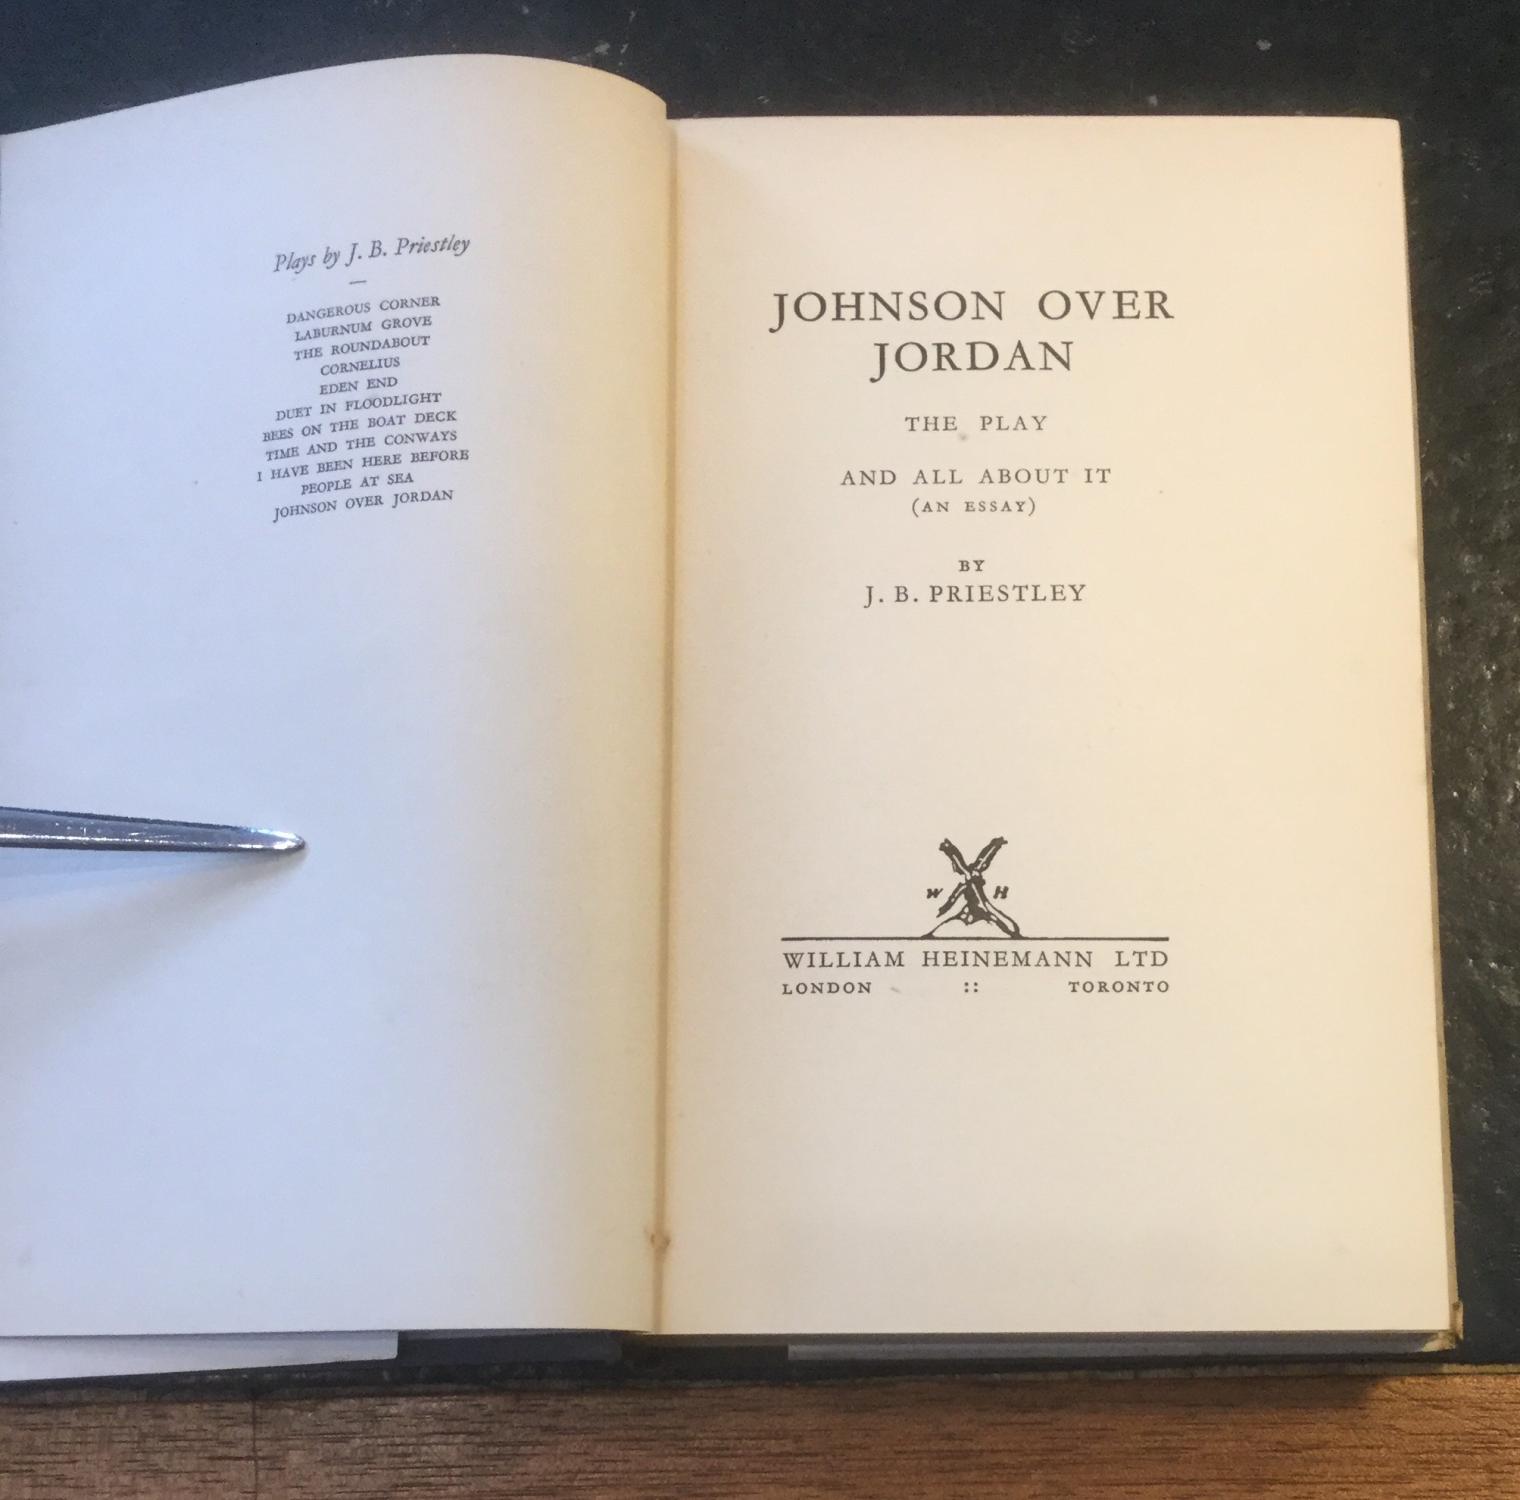 Plays by J. B. Priestley
DANGEROUS CORNER
LABURNUM GROVE
THE ROUNDABOUT
CORNELIUS
EDEN END
DUET IN FLOODLIGHT
BEES ON THE BOAT DECK
TIME AND THE CONWAYS
I HAVE BEEN HERE BEFORE
PEOPLE AT SEA
JOHNSON OVER JORDAN
JOHNSON OVER
JORDAN
THE PLAY
AND ALL ABOUT IT
(AN ESSAY)
BY
J. B. PRIESTLEY
W H
WILLIAM HEINEMANN LTD
LONDON :: TORONTO